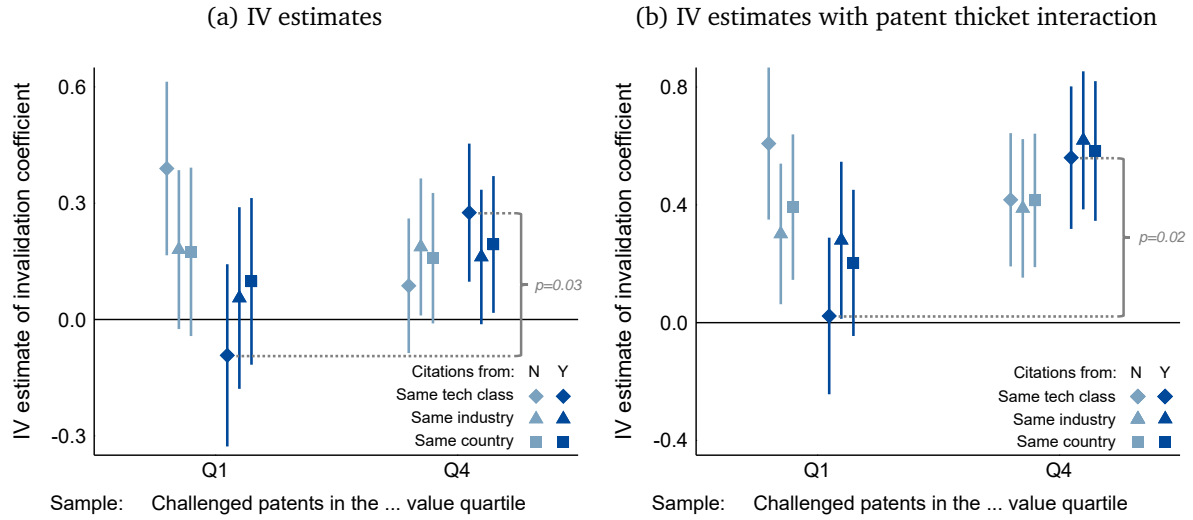 (a) IV estimates
IV estimate of invalidation coefficient
0.6
0.3
0.0
-0.3
p=0.03
Citations from: N Y
Same tech class
Same industry
Same country
Q1 Q4
Sample: Challenged patents in the ... value quartile
(b) IV estimates with patent thicket interaction
IV estimate of invalidation coefficient
0.8
0.4
0.0
-0.4
p=0.02
Citations from: N Y
Same tech class
Same industry
Same country
Q1 Q4
Sample: Challenged patents in the ... value quartile